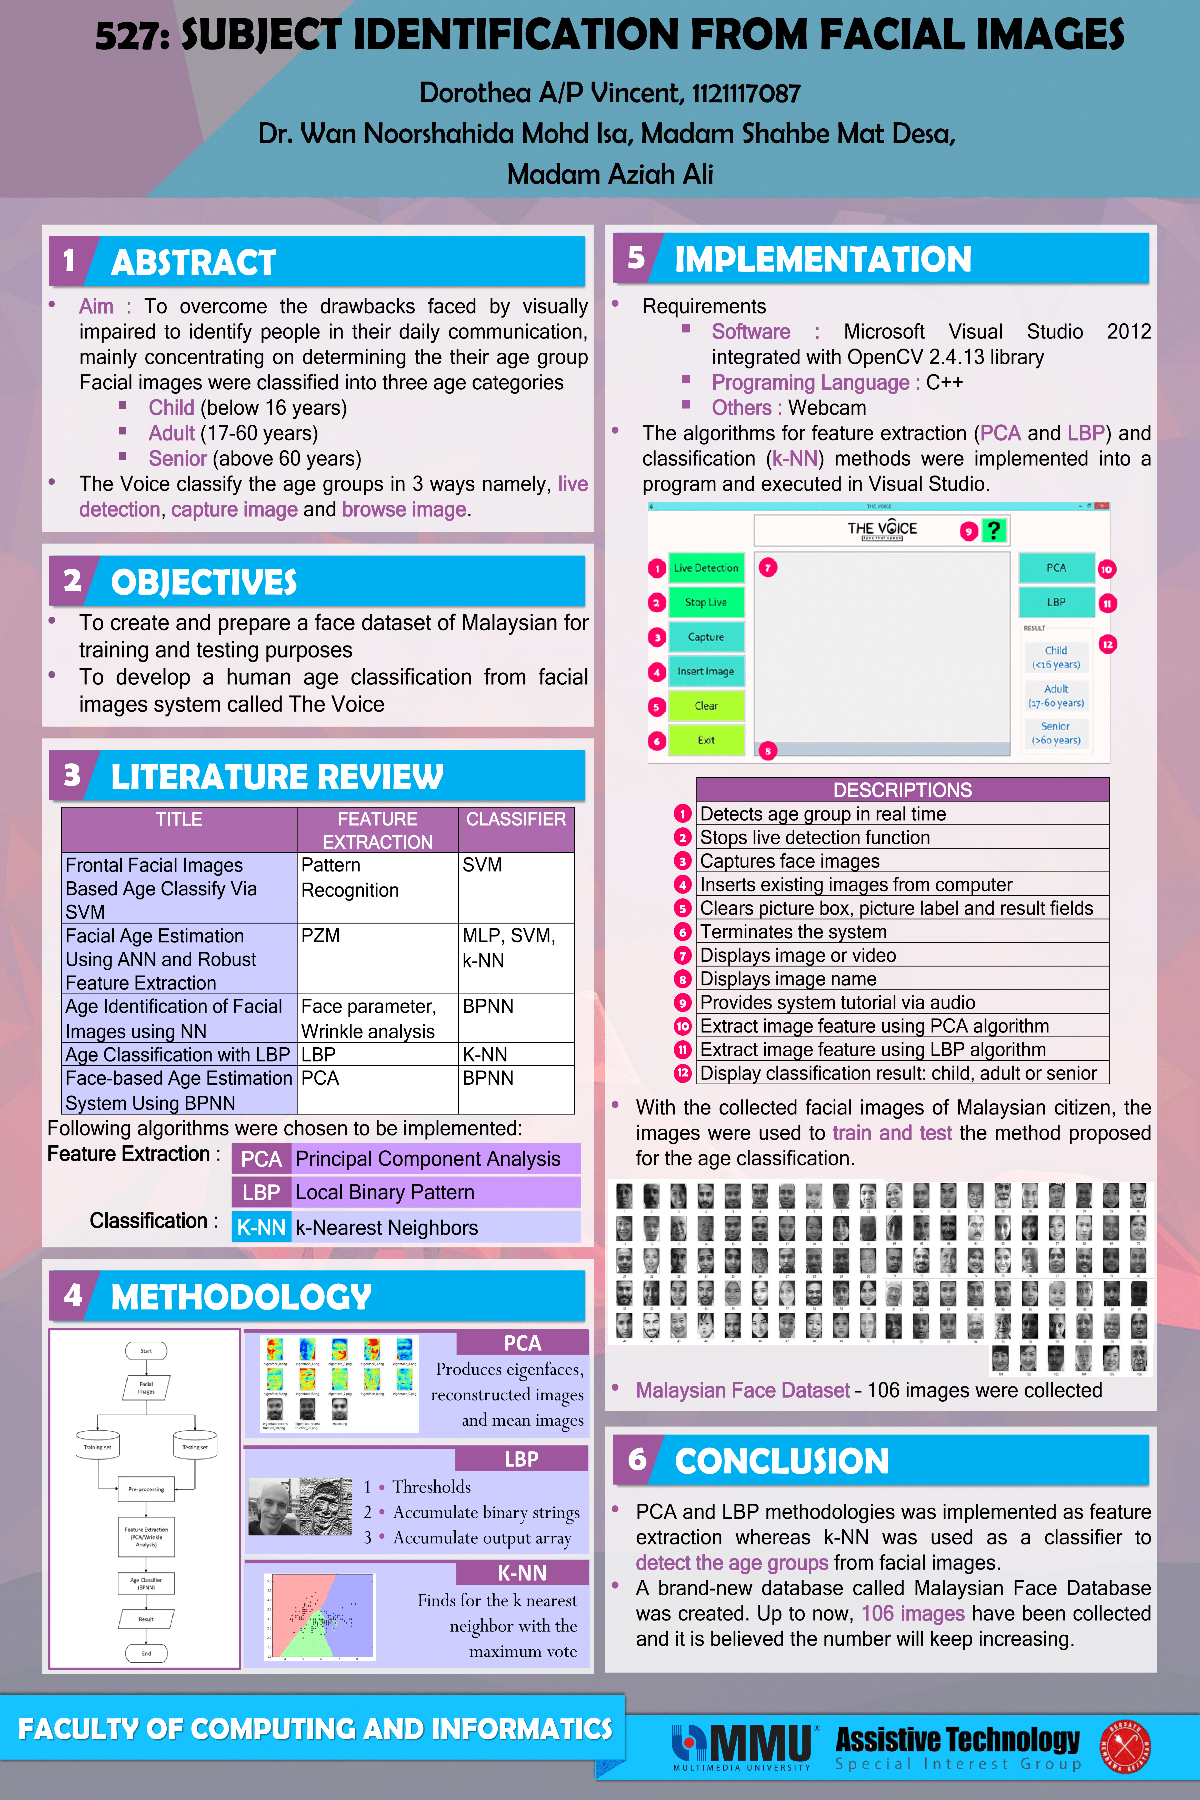 527: SUBJECT IDENTIFICATION FROM FACIAL IMAGES
Dorothea A/P Vincent, 1121117087
Dr. Wan Noorshahida Mohd Isa, Madam Shahbe Mat Desa,
Madam Aziah Ali
1 ABSTRACT
• Aim : To overcome the drawbacks faced by visually
impaired to identify people in their daily communication,
mainly concentrating on determining the their age group
Facial images were classified into three age categories
▪ Child (below 16 years)
▪ Adult (17-60 years)
▪ Senior (above 60 years)
• The Voice classify the age groups in 3 ways namely, live
detection, capture image and browse image.
2 OBJECTIVES
• To create and prepare a face dataset of Malaysian for
training and testing purposes
• To develop a human age classification from facial
images system called The Voice
3 LITERATURE REVIEW
TITLE FEATURE CLASSIFIER
EXTRACTION
Frontal Facial Images Pattern SVM
Based Age Classify Via Recognition
SVM
Facial Age Estimation PZM MLP, SVM,
Using ANN and Robust k-NN
Feature Extraction
Age Identification of Facial Face parameter, BPNN
Images using NN Wrinkle analysis
Age Classification with LBP LBP K-NN
Face-based Age Estimation PCA BPNN
System Using BPNN
Following algorithms were chosen to be implemented:
Feature Extraction : PCA Principal Component Analysis
LBP Local Binary Pattern
Classification : K-NN k-Nearest Neighbors
4 METHODOLOGY
Start
Facial
Images
Training set Testing set
Pre-processing
Feature Extraction
(PCA/Wrinkle
Analysis)
Age Classifier
(BPNN)
Result
End
PCA
Produces eigenfaces,
reconstructed images
and mean images
LBP
1 • Thresholds
2 • Accumulate binary strings
3 • Accumulate output array
K-NN
Finds for the k nearest
neighbor with the
maximum vote
5 IMPLEMENTATION
• Requirements
▪ Software : Microsoft Visual Studio 2012
integrated with OpenCV 2.4.13 library
▪ Programing Language : C++
▪ Others : Webcam
• The algorithms for feature extraction (PCA and LBP) and
classification (k-NN) methods were implemented into a
program and executed in Visual Studio.
THE VOICE
THE VOICE 9 ?
1 Live Detection 7 PCA 10
2 Stop Live LBP 11
3 Capture RESULT 12
4 Insert Image Child
(<16 years)
5 Clear Adult
(17-60 years)
6 Exit 8 Senior
(>60 years)
DESCRIPTIONS
1 Detects age group in real time
2 Stops live detection function
3 Captures face images
4 Inserts existing images from computer
5 Clears picture box, picture label and result fields
6 Terminates the system
7 Displays image or video
8 Displays image name
9 Provides system tutorial via audio
10 Extract image feature using PCA algorithm
11 Extract image feature using LBP algorithm
12 Display classification result: child, adult or senior
• With the collected facial images of Malaysian citizen, the
images were used to train and test the method proposed
for the age classification.
• Malaysian Face Dataset - 106 images were collected
6 CONCLUSION
• PCA and LBP methodologies was implemented as feature
extraction whereas k-NN was used as a classifier to
detect the age groups from facial images.
• A brand-new database called Malaysian Face Database
was created. Up to now, 106 images have been collected
and it is believed the number will keep increasing.
FACULTY OF COMPUTING AND INFORMATICS
MMU
MULTIMEDIA UNIVERSITY
Assistive Technology
Special Interest Group